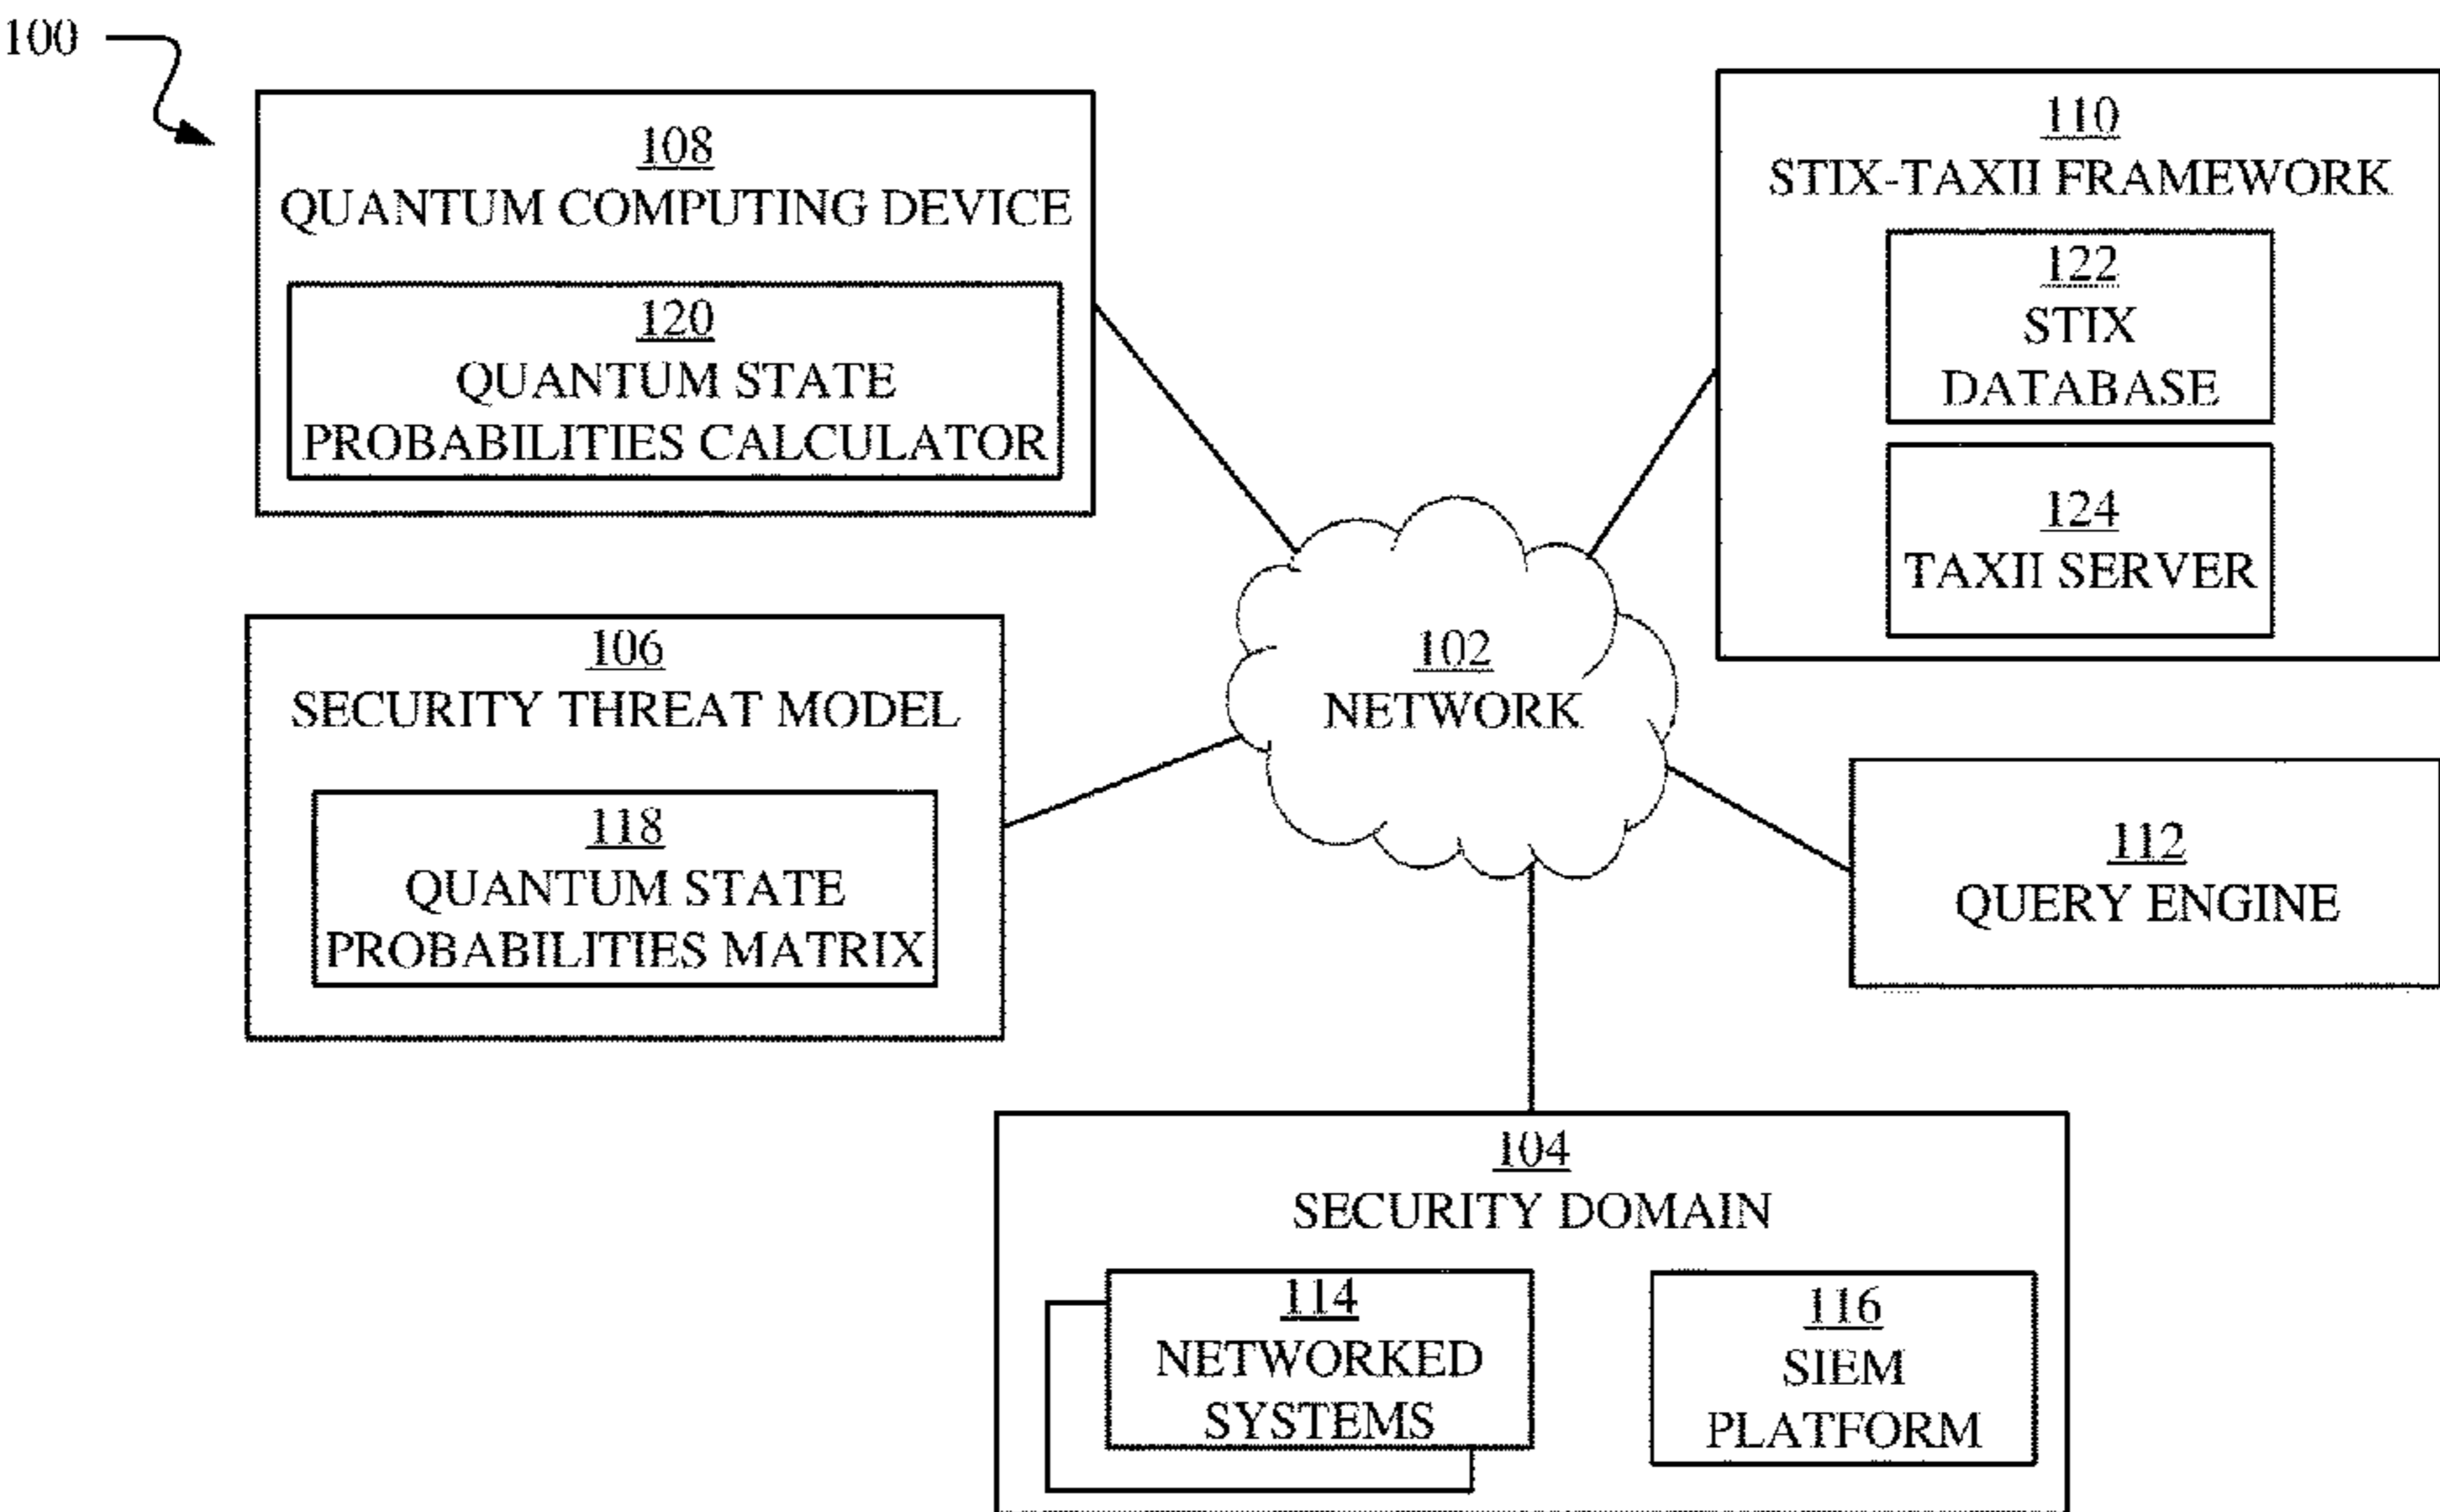 100
108
QUANTUM COMPUTING DEVICE
120
QUANTUM STATE
PROBABILITIES CALCULATOR
110
STIX-TAXII FRAMEWORK
122
STIX
DATABASE
124
TAXII SERVER
106
SECURITY THREAT MODEL
118
QUANTUM STATE
PROBABILITIES MATRIX
102
NETWORK
112
QUERY ENGINE
104
SECURITY DOMAIN
114
NETWORKED
SYSTEMS
116
SIEM
PLATFORM